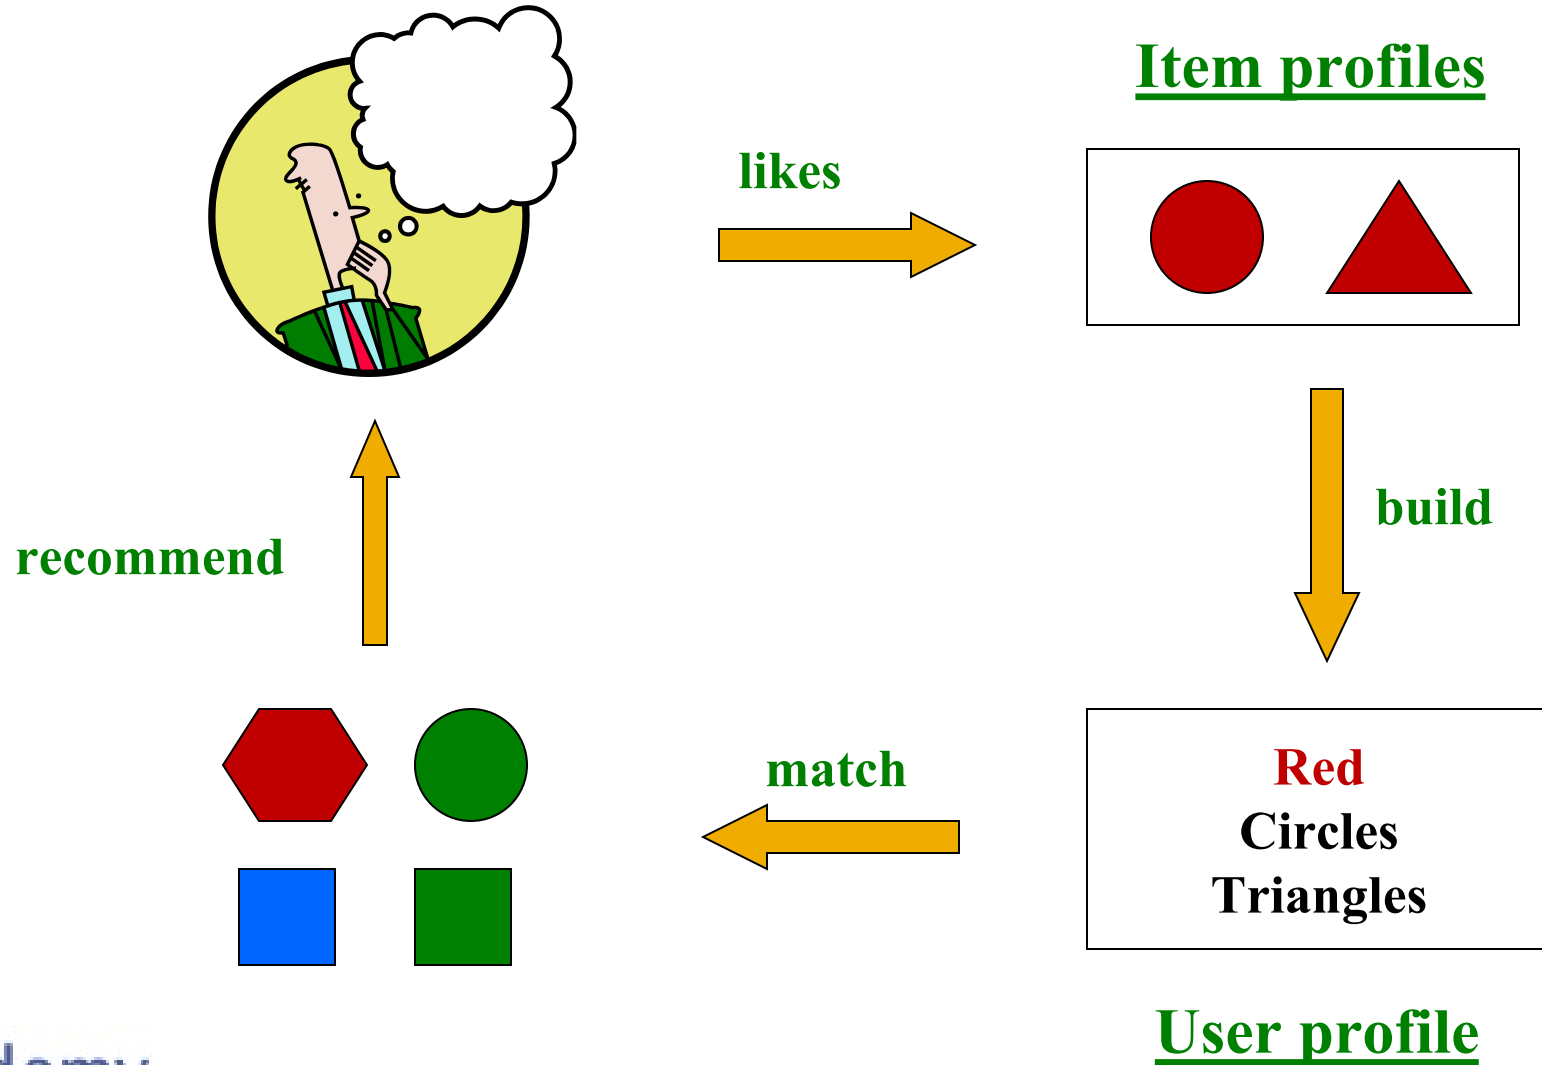 Item profiles
likes
build
recommend
match
Red
Circles
Triangles
User profile